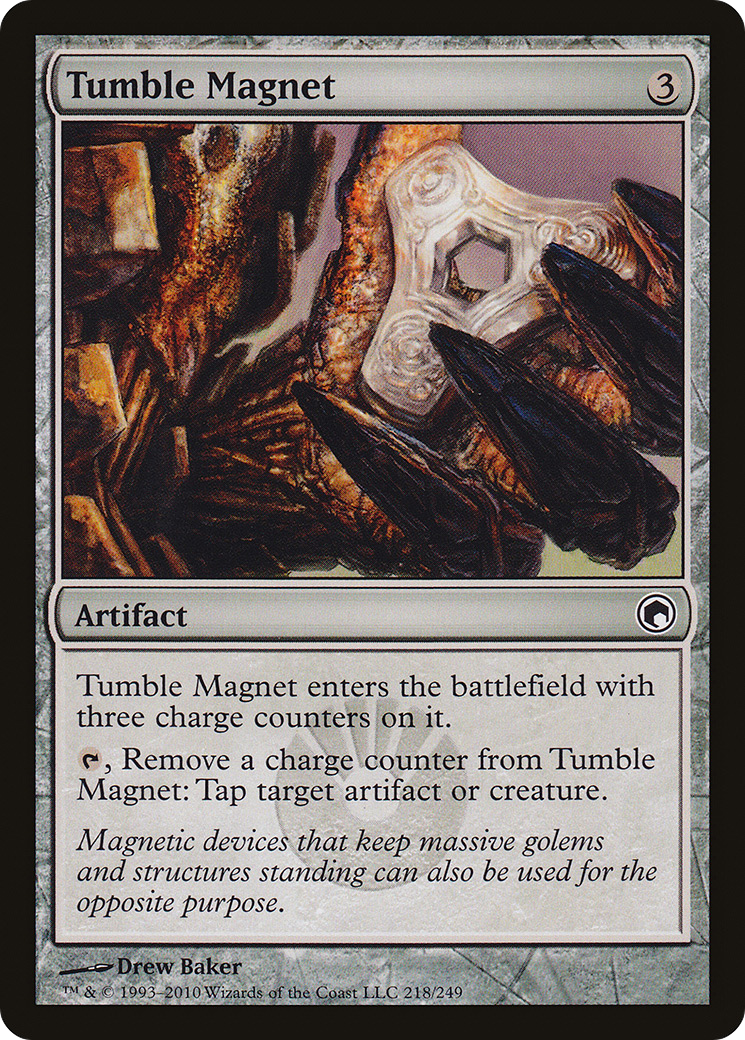 Tumble Magnet
3
Artifact
Tumble Magnet enters the battlefield with
three charge counters on it.
, Remove a charge counter from Tumble
Magnet: Tap target artifact or creature.
Magnetic devices that keep massive golems
and structures standing can also be used for the
opposite purpose.
Drew Baker
™ & © 1993–2010 Wizards of the Coast LLC 218/249